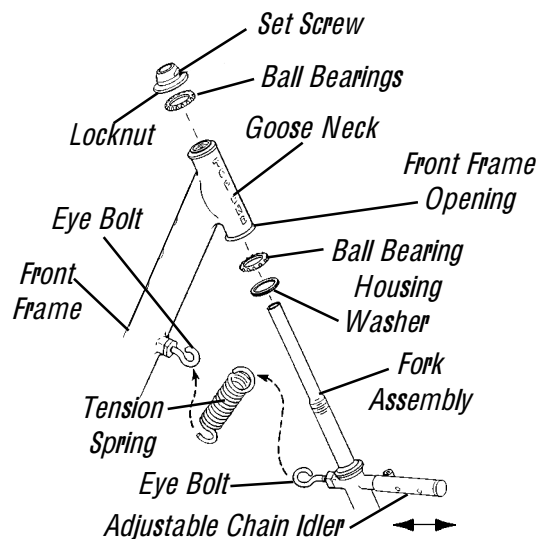 Set Screw
Ball Bearings
Locknut
Goose Neck
Front Frame
Opening
Eye Bolt
Ball Bearing
Housing
Front
Frame
Washer
Fork
Assembly
Tension
Spring
Eye Bolt
Adjustable Chain Idler